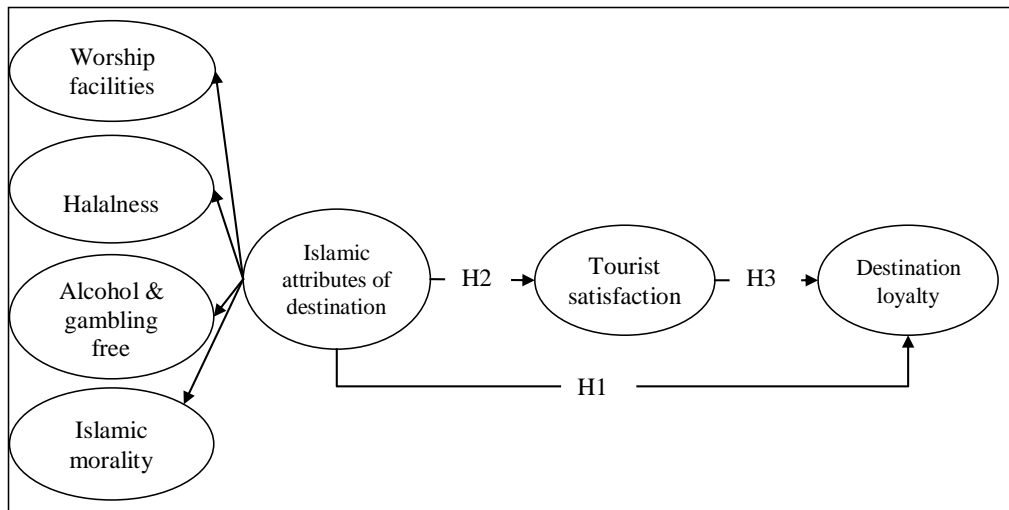 Worship
facilities
Halalness
Alcohol &
gambling
free
Islamic
morality
Islamic
attributes of
destination
H2
Tourist
satisfaction
H3
Destination
loyalty
H1